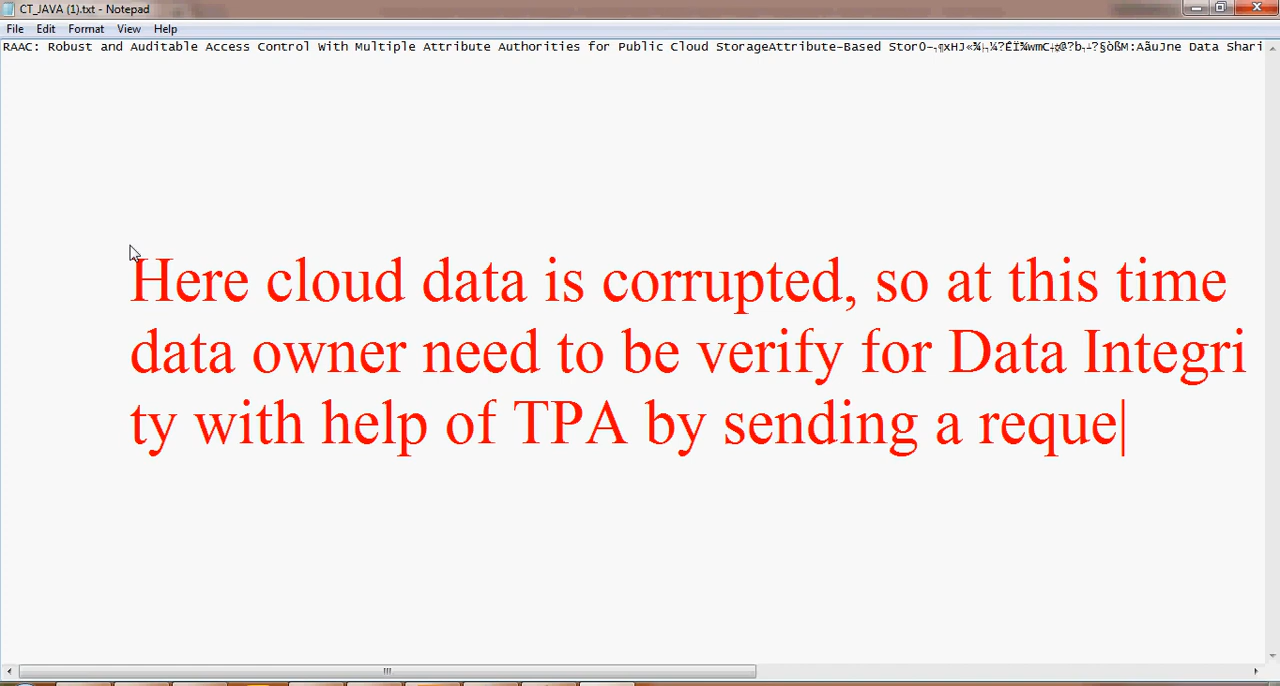 CT_JAVA (1).txt - Notepad
File Edit Format View Help
RAAC: Robust and Auditable Access Control With Multiple Attribute Authorities for Public Cloud StorageAttribute-Based Data Shari
Here cloud data is corrupted, so at this time
data owner need to be verify for Data Integri
ty with help of TPA by sending a reque